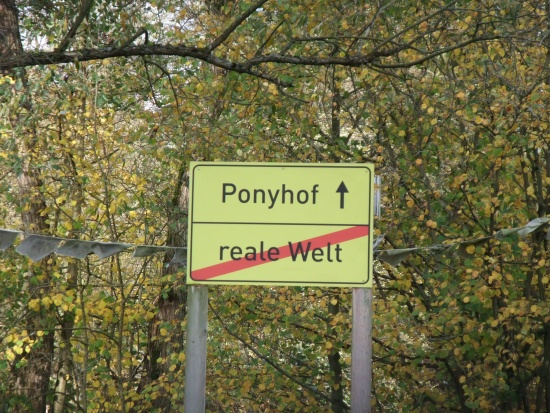 Ponyhof ↑
reale Welt